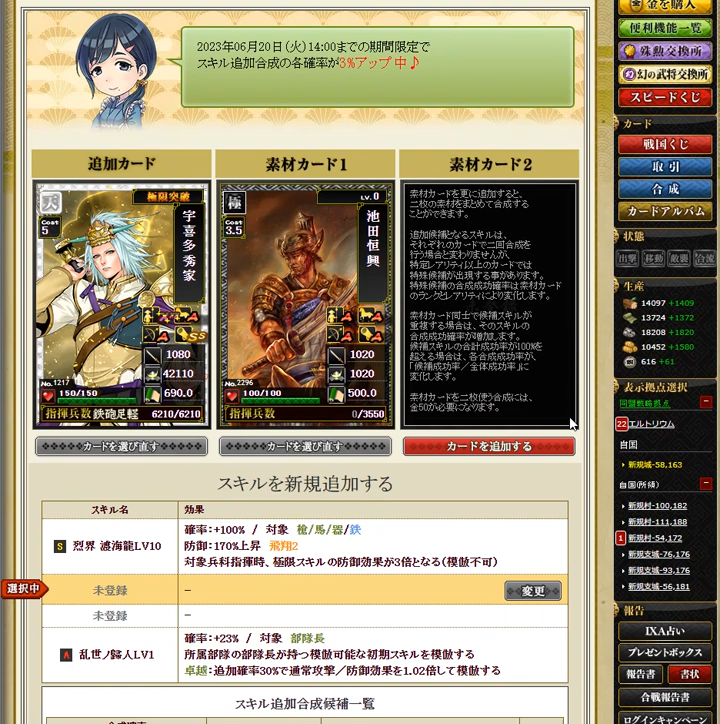 2023年06月20日(火)14:00までの期間限定で
スキル追加合成の各確率が3%アップ中♪
追加カード
素材カード1
素材カード2
天
極限突破
Cost
5
宇喜多秀家
1080
42110
690.0
No.1217
150/150
指揮兵数
鉄砲足軽
6210/6210
極
LV.0
Cost
3.5
池田恒興
1020
1020
500.0
No.2296
100/100
指揮兵数
0/3550
素材カードを更に追加すると、
二枚の素材をまとめて合成する
ことができます。
追加候補となるスキルは、
それぞれのカードで二回合成を
行う場合と変わりませんが、
特定レアリティ以上のカードでは
特殊候補が出現する事があります。
特殊候補の合成成功確率は素材カード
のランクとレアリティにより変化します。
素材カード同士で候補スキルが
重複する場合は、そのスキルの
合成成功確率が増加します。
候補スキルの合計成功率が100%を
超える場合は、各合成成功率が、
「候補成功率／全体成功率」に
変化します。
素材カードを二枚使う合成には、
金50が必要になります。
カードを選び直す
カードを選び直す
カードを追加する
スキルを新規追加する
スキル名
効果
S 烈界 渡海龍LV10
確率:+100% / 対象 槍/馬/器/鉄
防御:170%上昇 飛翔2
対象兵科指揮時、極限スキルの防御効果が3倍となる(模倣不可)
選択中
未登録
–
変更
未登録
–
A 乱世ノ歸人LV1
確率:+23% / 対象 部隊長
所属部隊の部隊長が持つ模倣可能な初期スキルを模倣する
卓越:追加確率30%で通常攻撃／防御効果を1.02倍して模倣する
スキル追加合成候補一覧
金を購入
便利機能一覧
殊勲交換所
幻の武将交換所
スピードくじ
カード
戦国くじ
取引
合成
カードアルバム
状態
出撃
移動
敵襲
合流
生産
14097 +1409
13724 +1372
18208 +1820
10452 +1580
616 +61
表示拠点選択
同盟戦略拠点
22 エルトリウム
自国
新規城-58,163
自国(所領)
新規村-100,182
新規村-111,188
1 新規村-54,172
新規支城-76,176
新規支城-93,176
新規支城-56,181
報告
IXA占い
プレゼントボックス
報告書
書状
合戦報告書
ログインキャンペーン